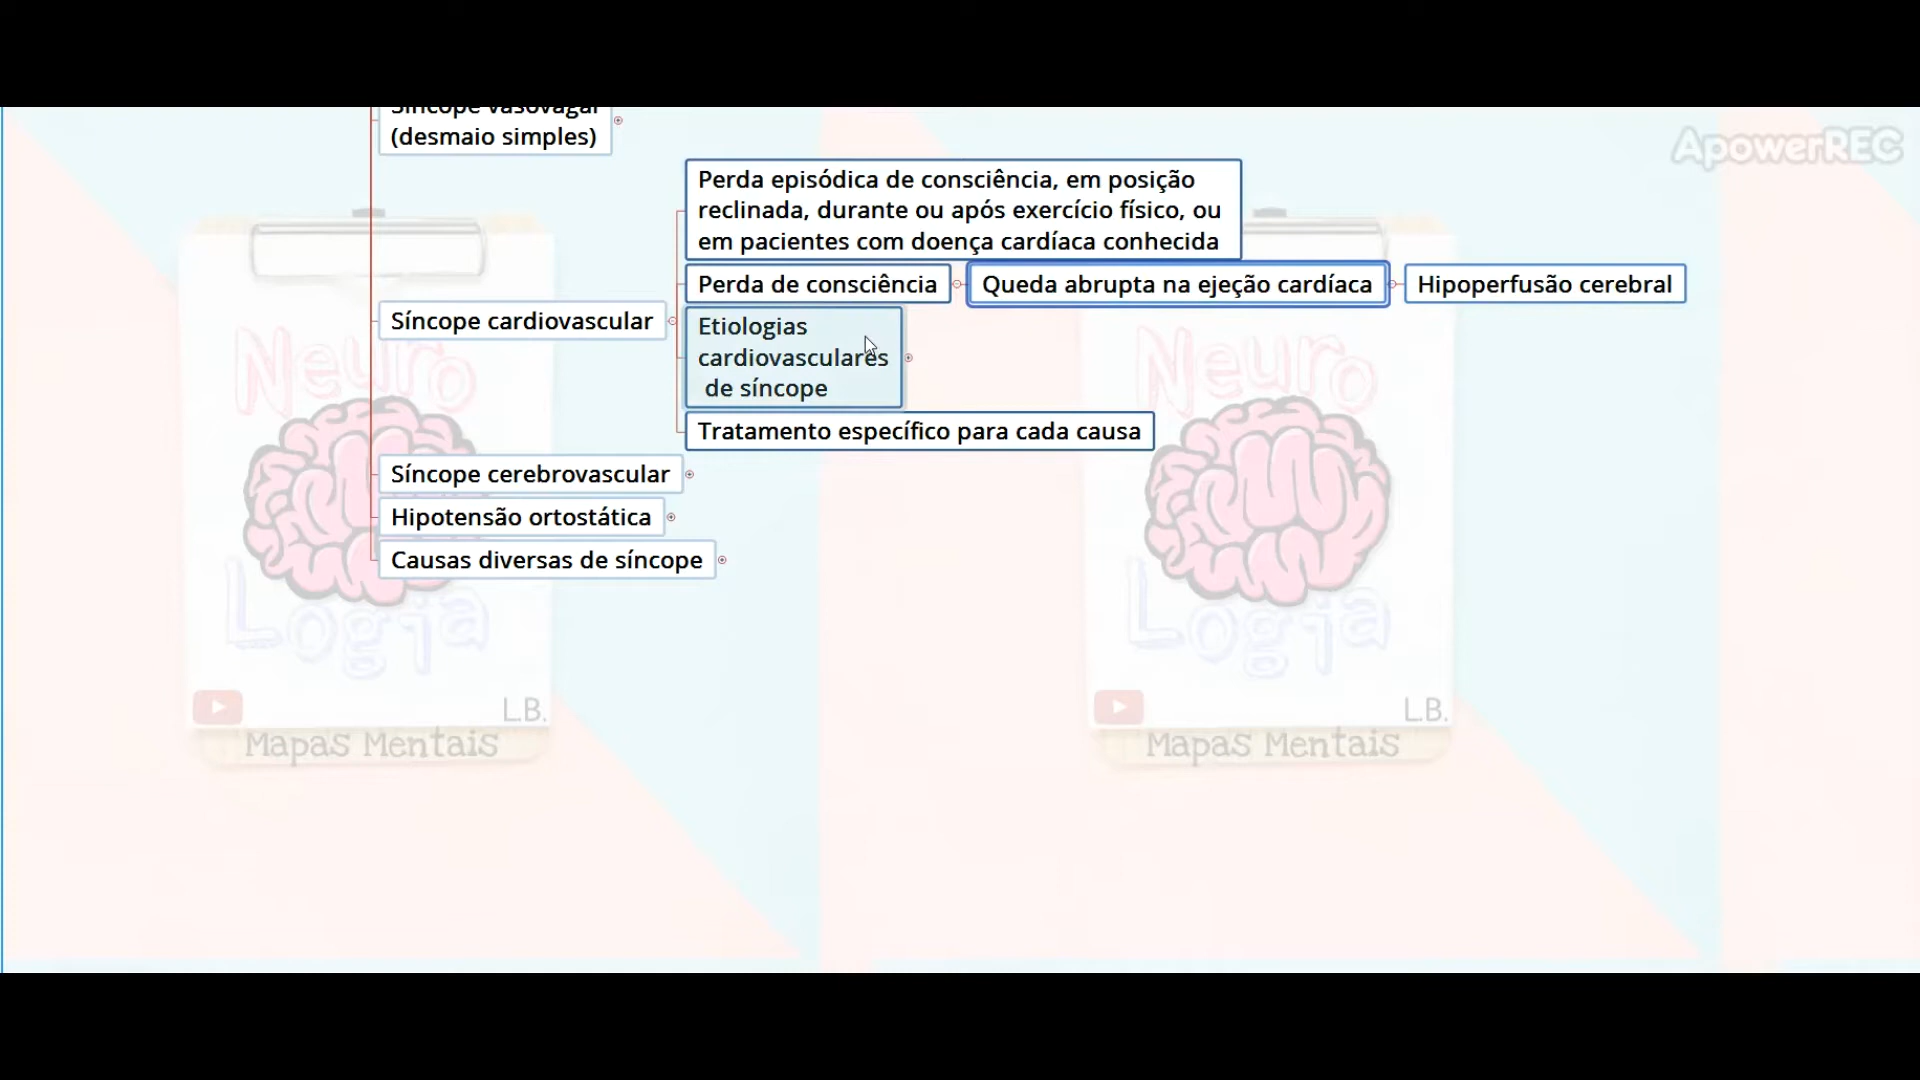 Síncope vasovagal
(desmaio simples)
ApowerREC
Perda episódica de consciência, em posição
reclinada, durante ou após exercício físico, ou
em pacientes com doença cardíaca conhecida
Perda de consciência
Queda abrupta na ejeção cardíaca
Hipoperfusão cerebral
Síncope cardiovascular
Etiologias
cardiovasculares
de síncope
Tratamento específico para cada causa
Síncope cerebrovascular
Hipotensão ortostática
Causas diversas de síncope
Neuro
Logia
L.B.
Mapas Mentais
Neuro
Logia
L.B.
Mapas Mentais